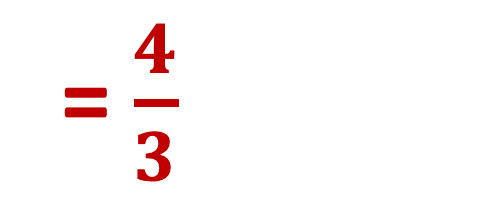 = 4/3